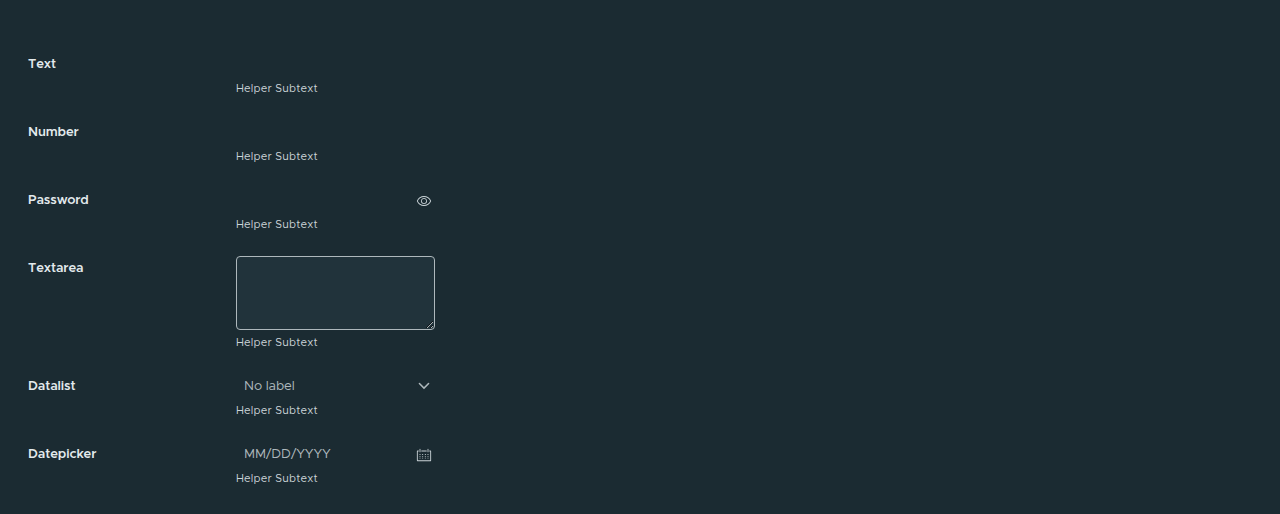 Text
Helper Subtext
Number
Helper Subtext
Password
Helper Subtext
Textarea
Helper Subtext
Datalist
No label
Helper Subtext
Datepicker
MM/DD/YYYY
Helper Subtext